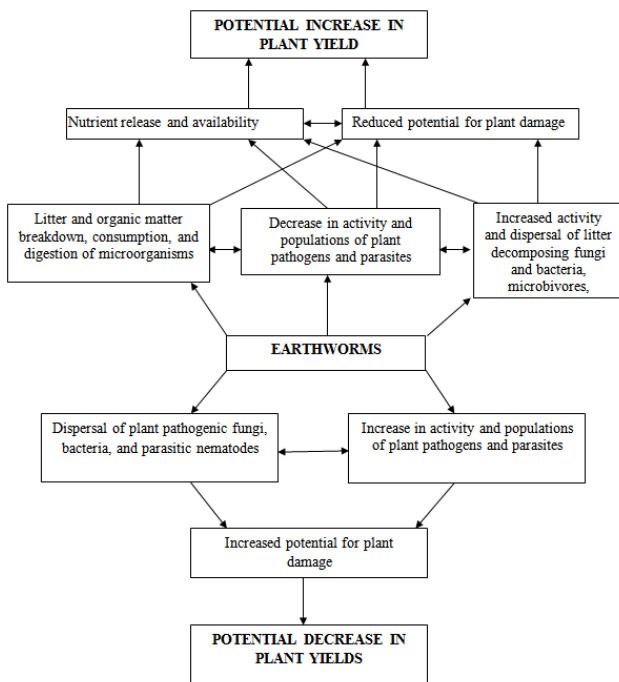 POTENTIAL INCREASE IN
PLANT YIELD
Nutrient release and availability
Reduced potential for plant damage
Litter and organic matter
breakdown, consumption, and
digestion of microorganisms
Decrease in activity and
populations of plant
pathogens and parasites
Increased activity
and dispersal of litter
decomposing fungi
and bacteria,
microbivores,
EARTHWORMS
Dispersal of plant pathogenic fungi,
bacteria, and parasitic nematodes
Increase in activity and populations
of plant pathogens and parasites
Increased potential for plant
damage
POTENTIAL DECREASE IN
PLANT YIELDS